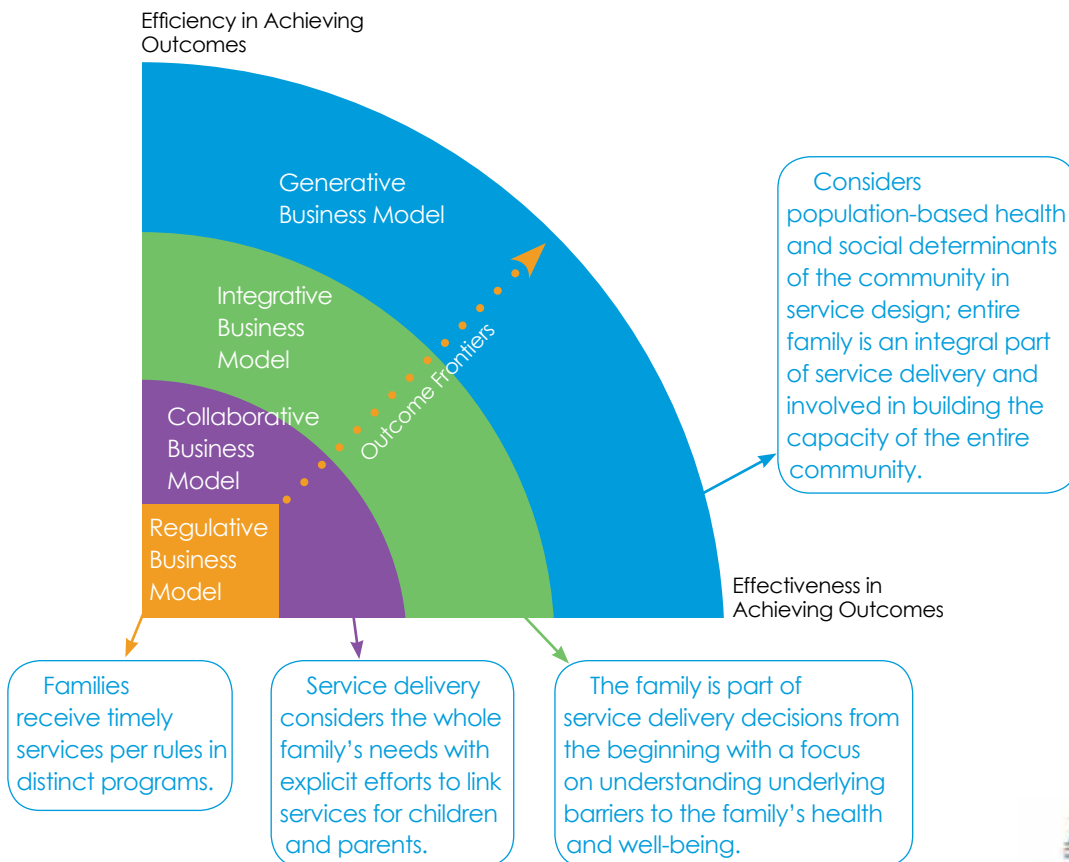 Efficiency in Achieving
Outcomes
Generative
Business Model
Integrative
Business
Model
Outcome Frontiers
Collaborative
Business
Model
Regulative
Business
Model
Considers
population-based health
and social determinants
of the community in
service design; entire
family is an integral part
of service delivery and
involved in building the
capacity of the entire
community.
Effectiveness in
Achieving Outcomes
Families
receive timely
services per rules in
distinct programs.
Service delivery
considers the whole
family’s needs with
explicit efforts to link
services for children
and parents.
The family is part of
service delivery decisions from
the beginning with a focus
on understanding underlying
barriers to the family’s health
and well-being.